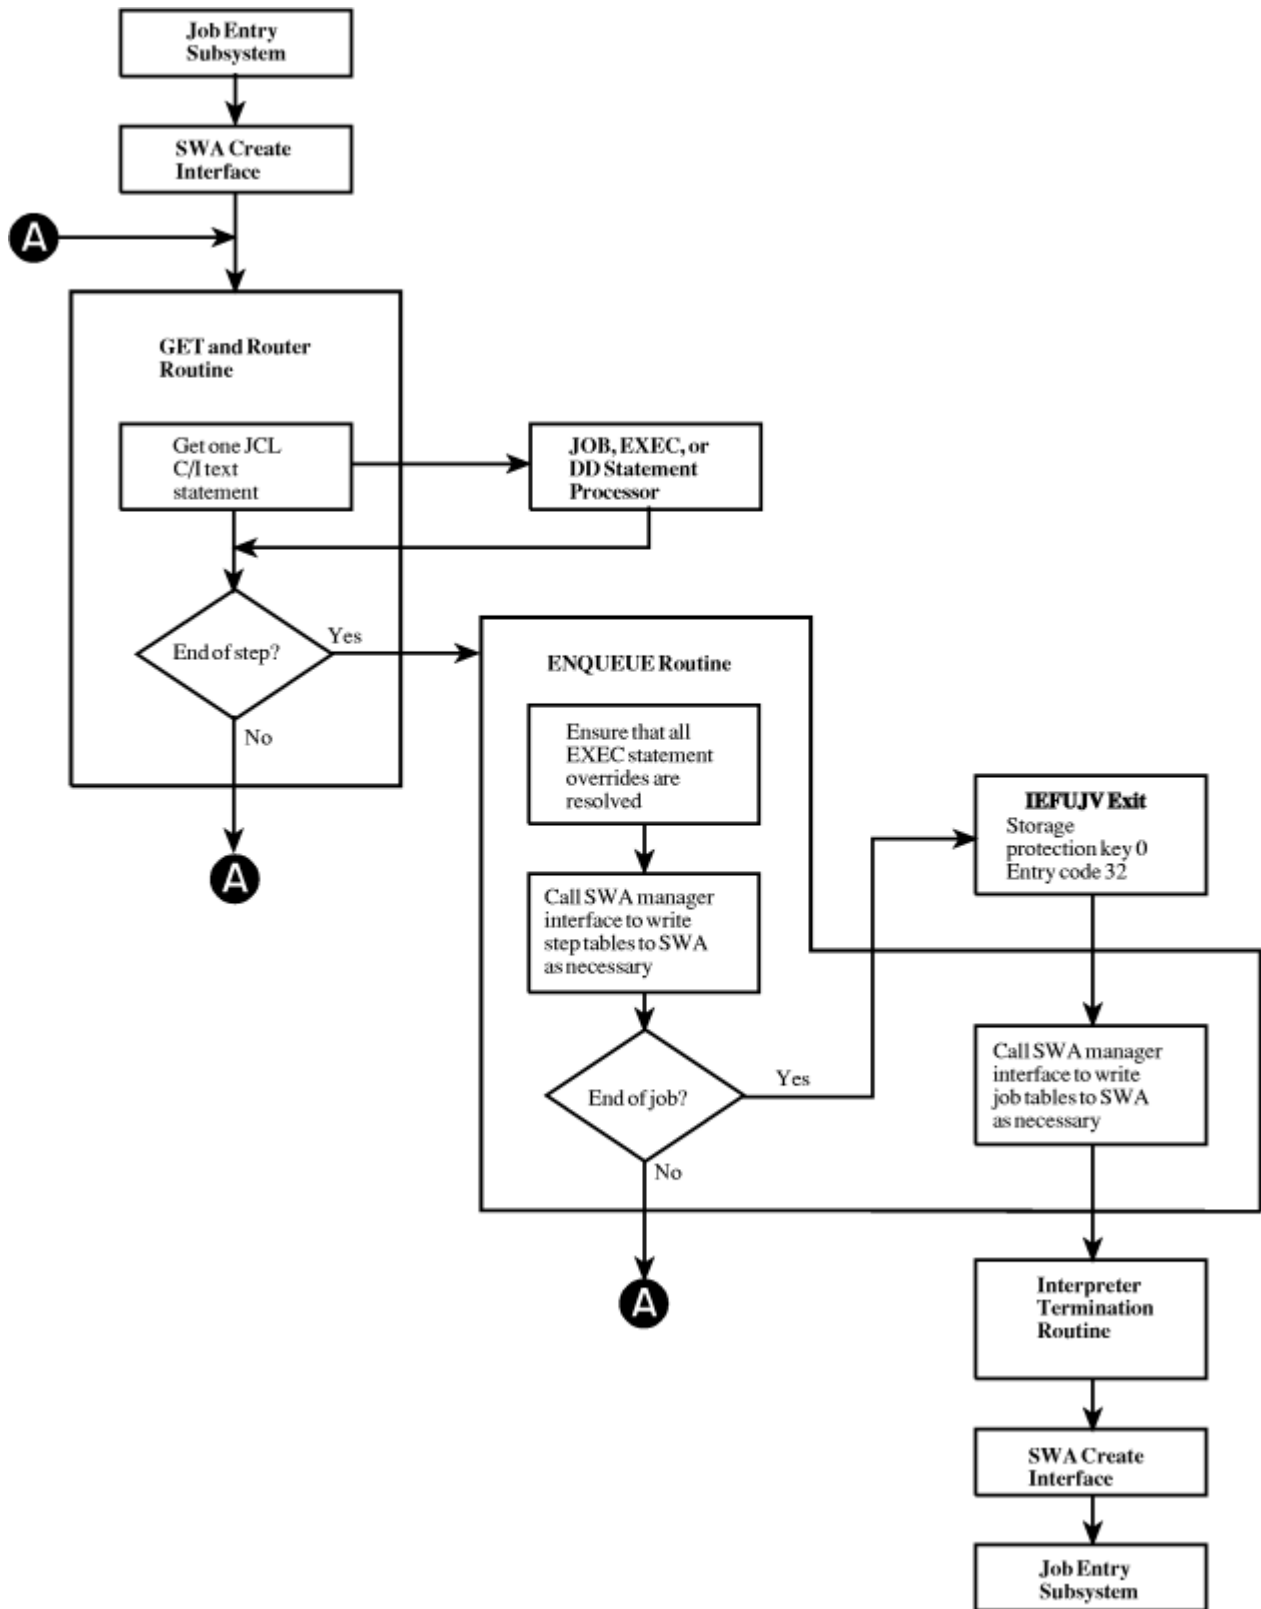 Job Entry
Subsystem
SWA Create
Interface
A
GET and Router
Routine
Get one JCL
C/I text
statement
JOB, EXEC, or
DD Statement
Processor
End of step?
Yes
No
A
ENQUEUE Routine
Ensure that all
EXEC statement
overrides are
resolved
Call SWA manager
interface to write
step tables to SWA
as necessary
End of job?
Yes
No
A
IEFUJV Exit
Storage
protection key 0
Entry code 32
Call SWA manager
interface to write
job tables to SWA
as necessary
Interpreter
Termination
Routine
SWA Create
Interface
Job Entry
Subsystem